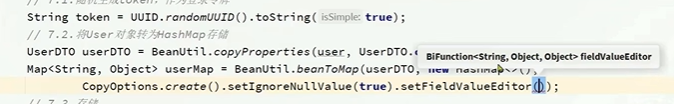 // 7.1.随机生成token，作为登录令牌
String token = UUID.randomUUID().toString( isSimple: true);
// 7.2.将User对象转为HashMap存储
UserDTO userDTO = BeanUtil.copyProperties(user, UserDTO.
BiFunction<String, Object, Object> fieldValueEditor
Map<String, Object> userMap = BeanUtil.beanToMap(userDTO, new HashMap<>(),
CopyOptions.create().setIgnoreNullValue(true).setFieldValueEditor());
// 7.3.存储